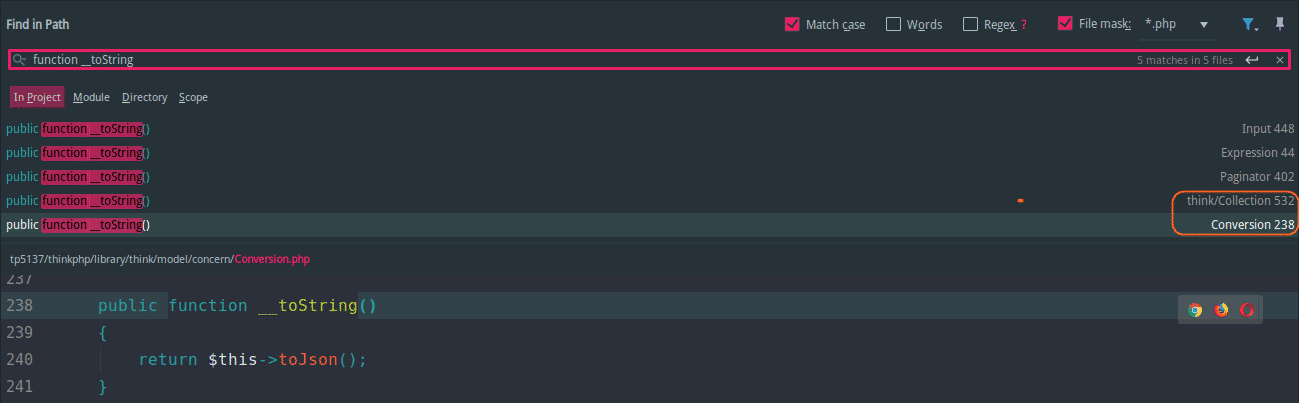 Find in Path Match case Words Regex ? File mask: *.php
function __toString 5 matches in 5 files
In Project Module Directory Scope
public function __toString() Input 448
public function __toString() Expression 44
public function __toString() Paginator 402
public function __toString() think/Collection 532
public function __toString() Conversion 238
tp5137/thinkphp/library/think/model/concern/Conversion.php
237
238 public function __toString()
239 {
240 return $this->toJson();
241 }